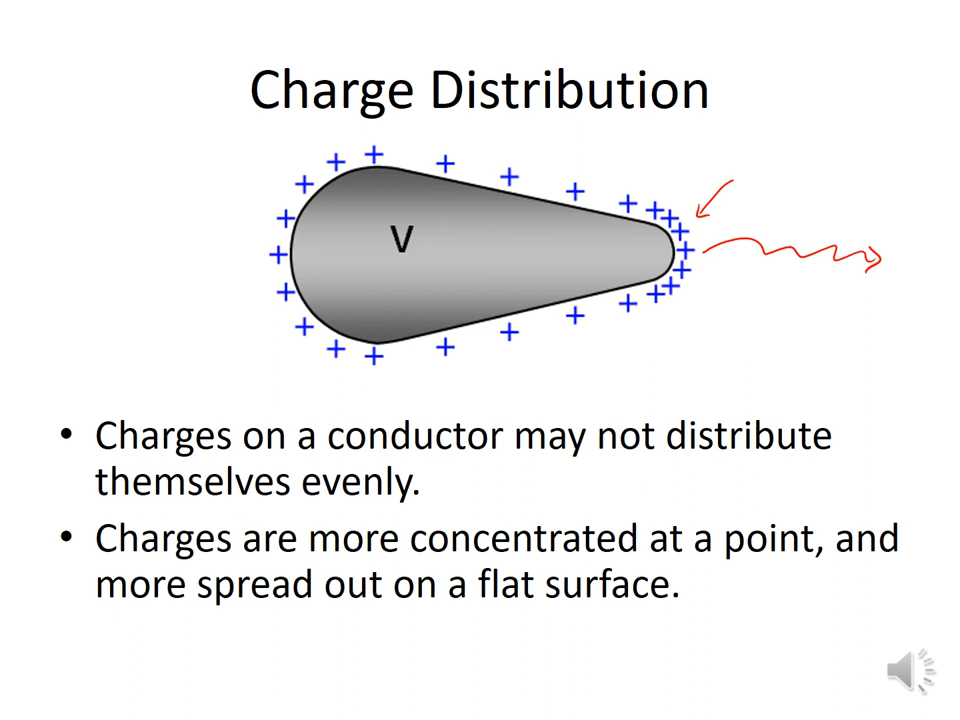 Charge Distribution
V
• Charges on a conductor may not distribute
themselves evenly.
• Charges are more concentrated at a point, and
more spread out on a flat surface.